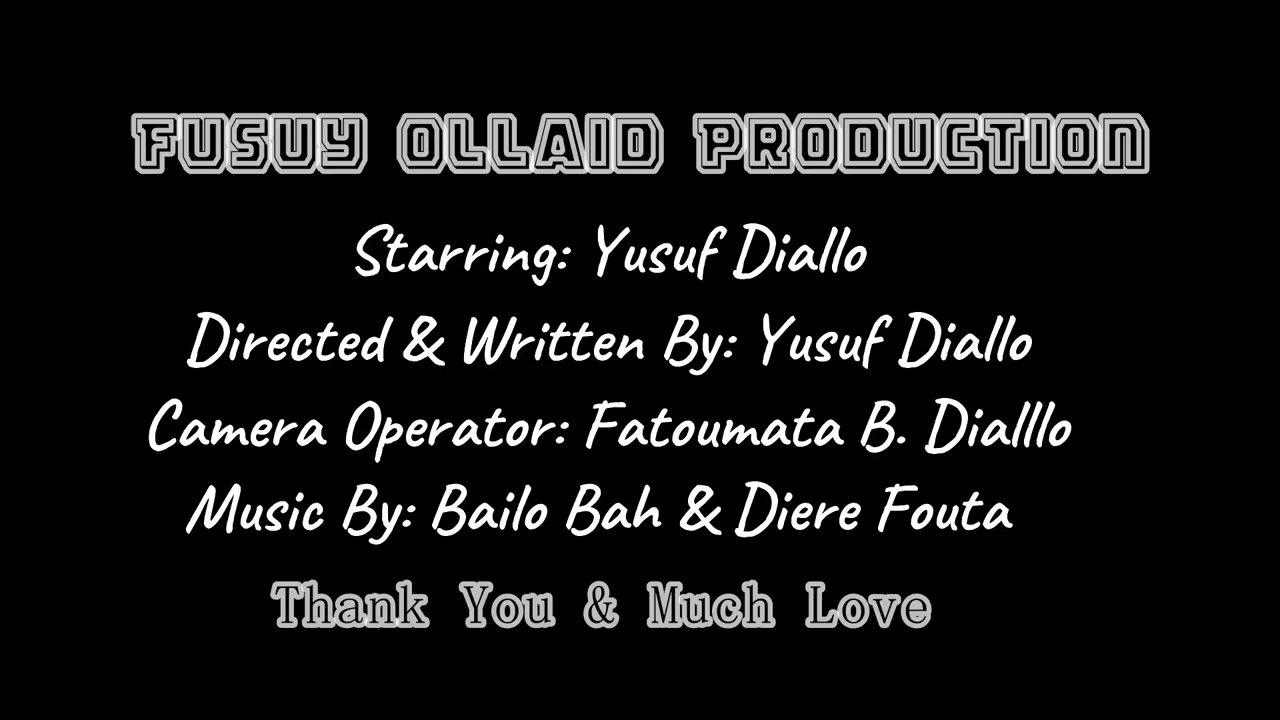 FUSUY OLLAID PRODUCTION
Starring: Yusuf Diallo
Directed & Written By: Yusuf Diallo
Camera Operator: Fatoumata B. Dialllo
Music By: Bailo Bah & Diere Fouta
Thank You & Much Love